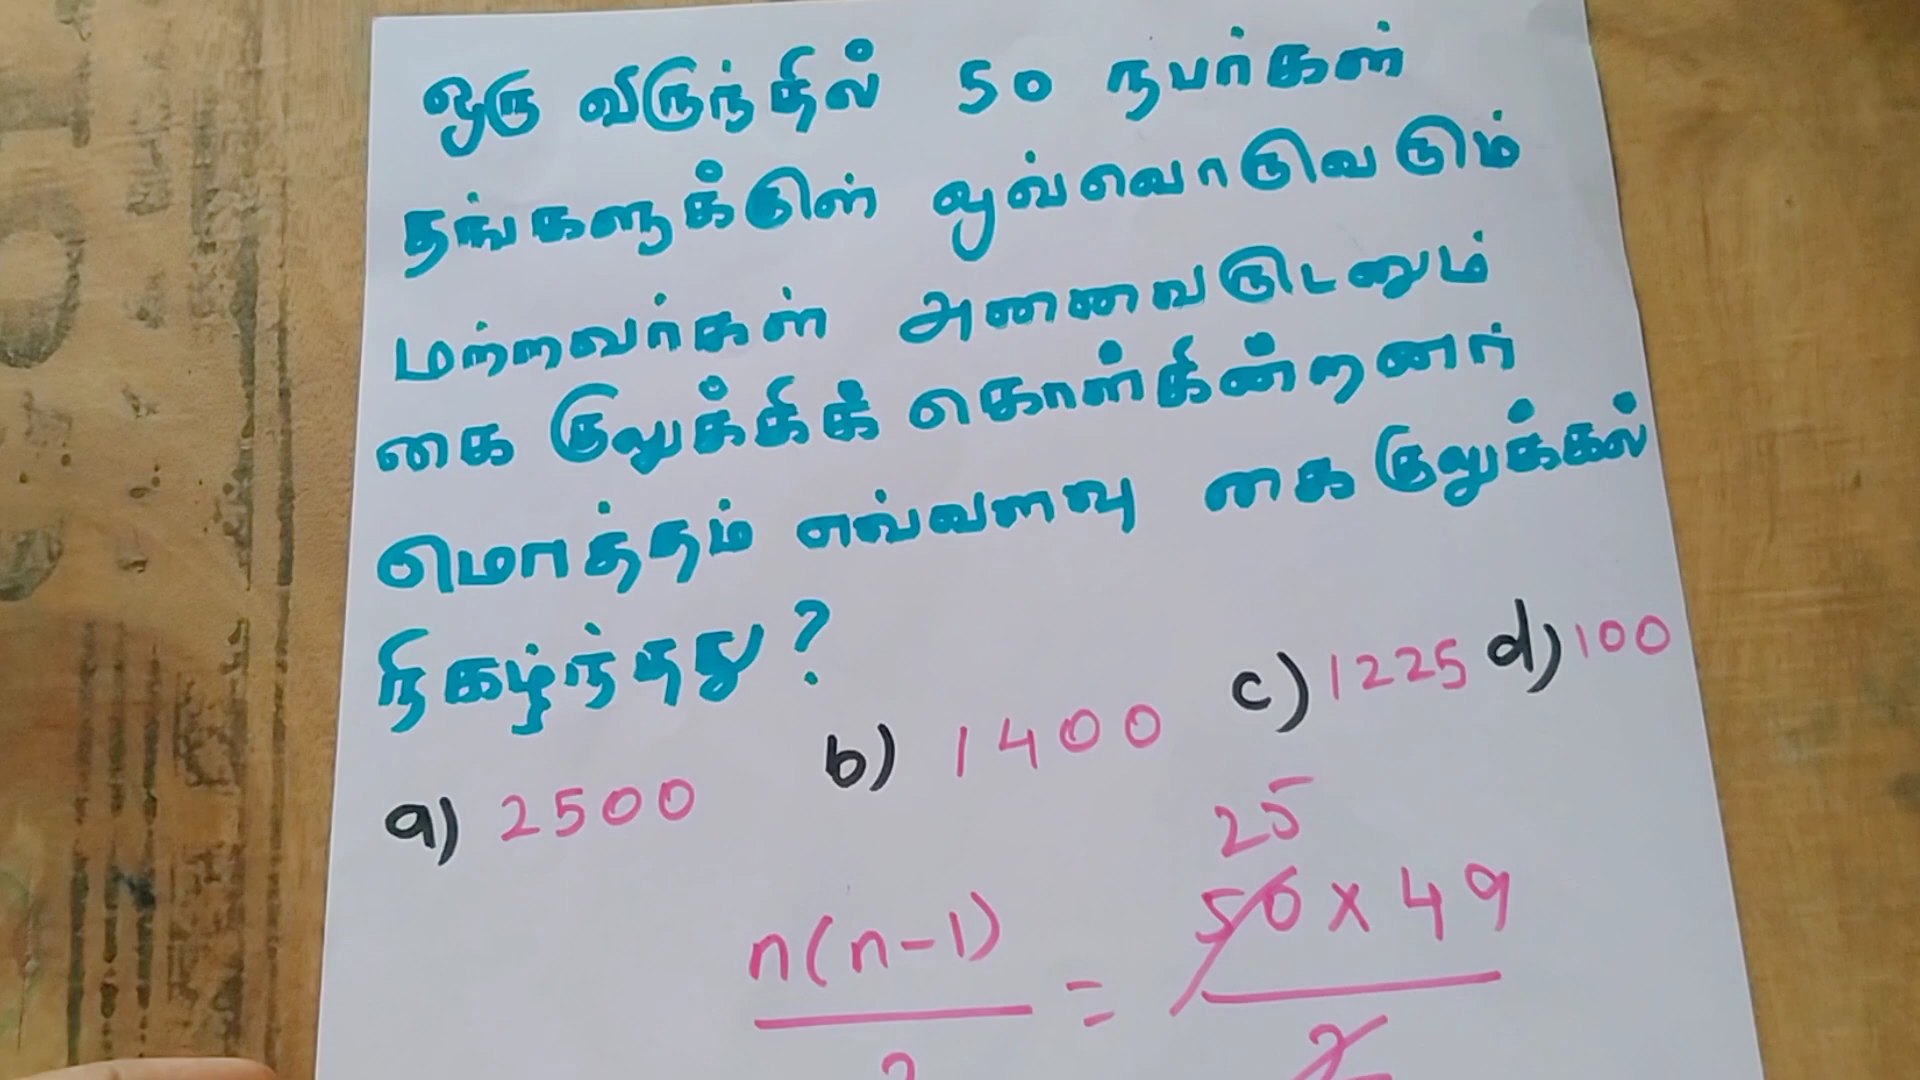 ஒரு விருந்தில் 50 நபர்கள்
தங்களுக்குள் ஒவ்வொருவரும்
மற்றவர்கள் அனைவருடனும்
கை குலுக்கிக் கொள்கின்றனர்
மொத்தம் எவ்வளவு கை குலுக்கல்
நிகழ்ந்தது?
a) 2500 b) 1400 c) 1225 d) 100
25
n(n-1) = 50 x 49
2 2